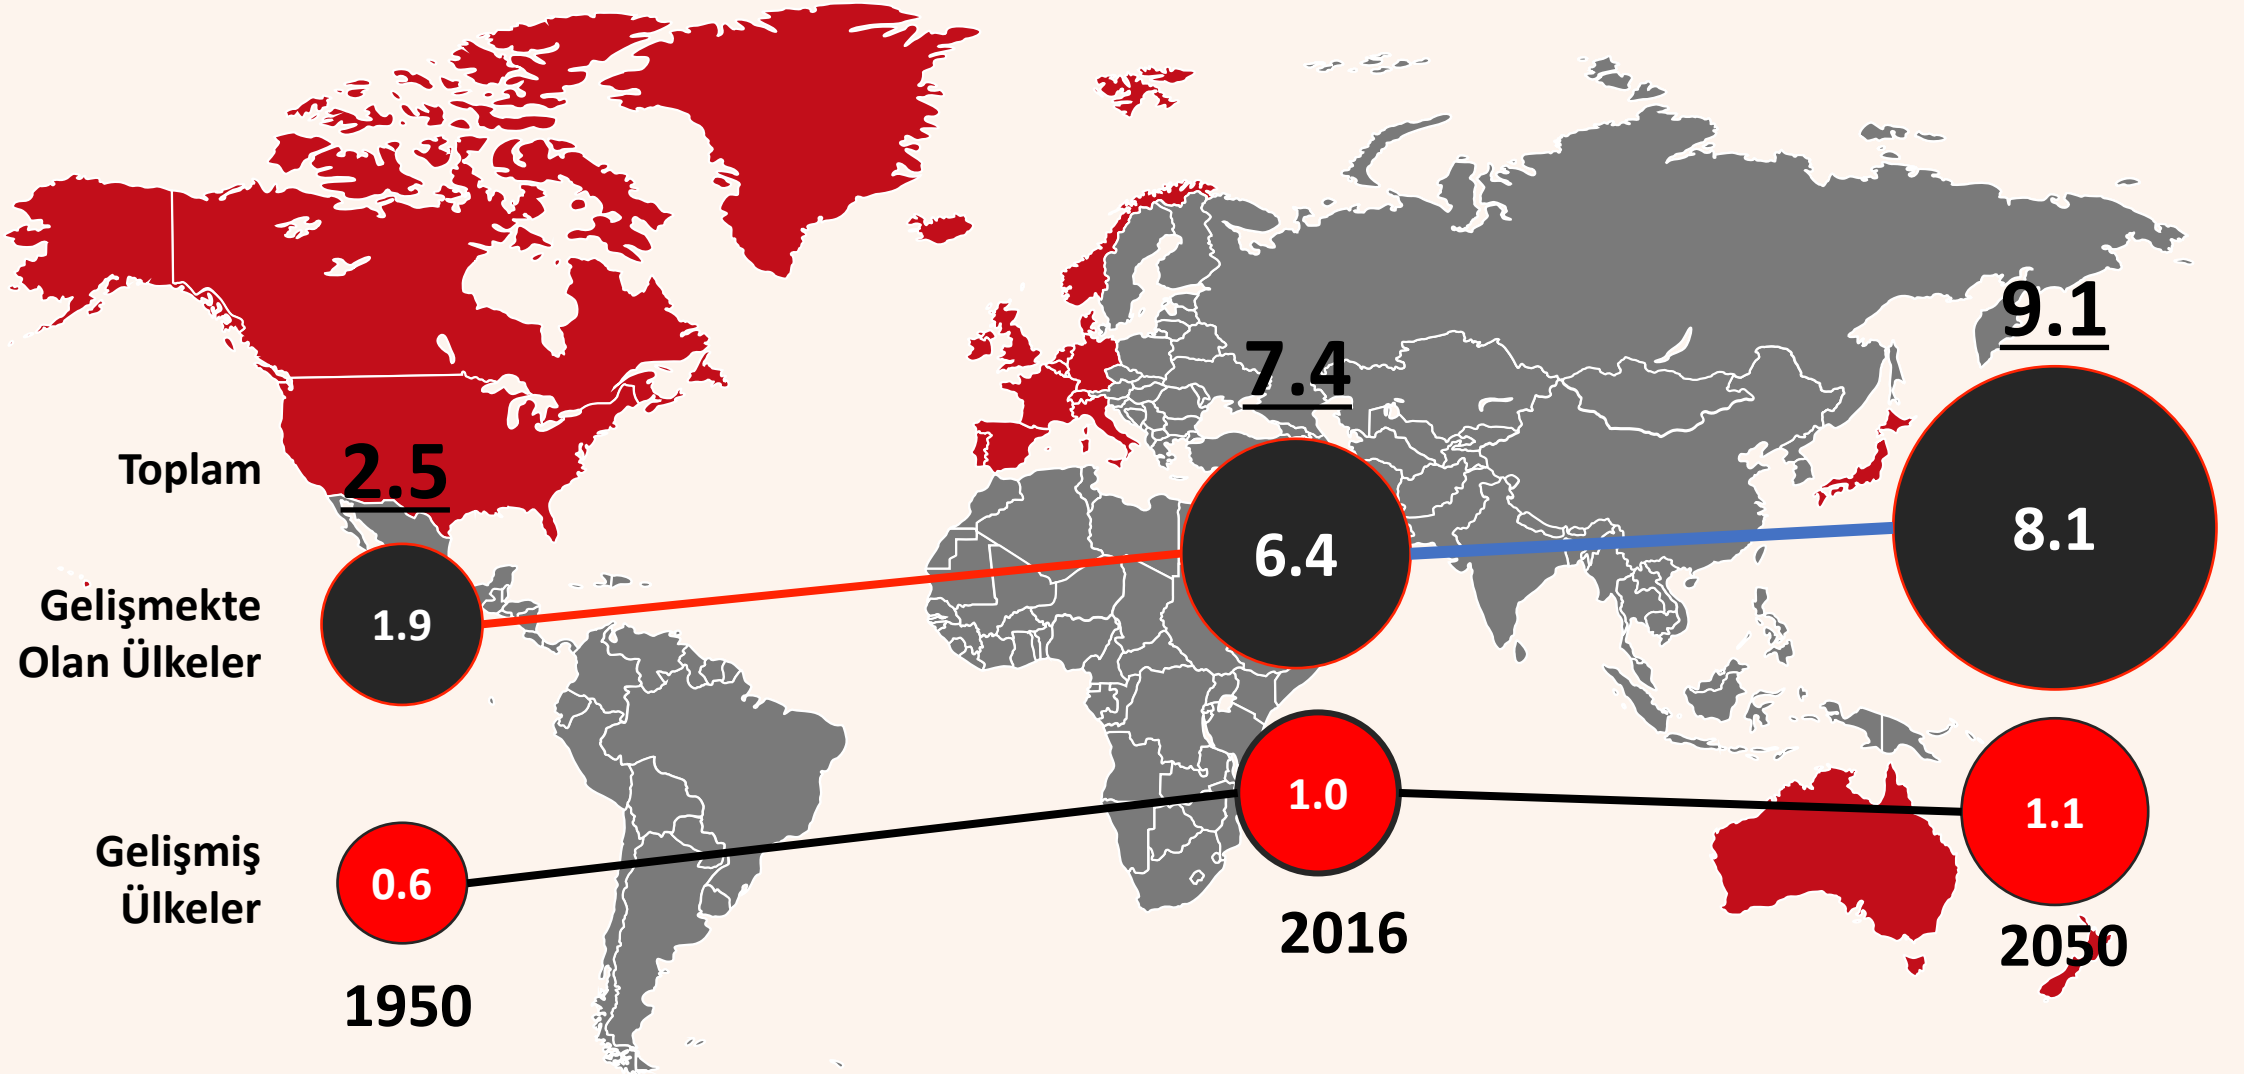 9.1
7.4
Toplam
2.5
8.1
6.4
Gelişmekte
Olan Ülkeler
1.9
1.0
1.1
Gelişmiş
Ülkeler
0.6
2016
2050
1950